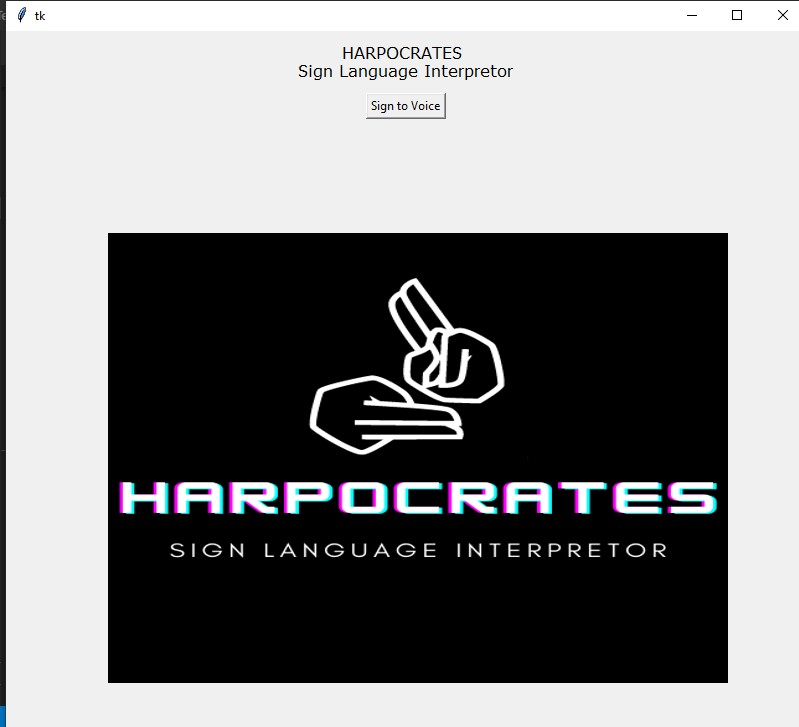 tk
HARPOCRATES
Sign Language Interpretor
Sign to Voice
HARPOCRATES
SIGN LANGUAGE INTERPRETOR